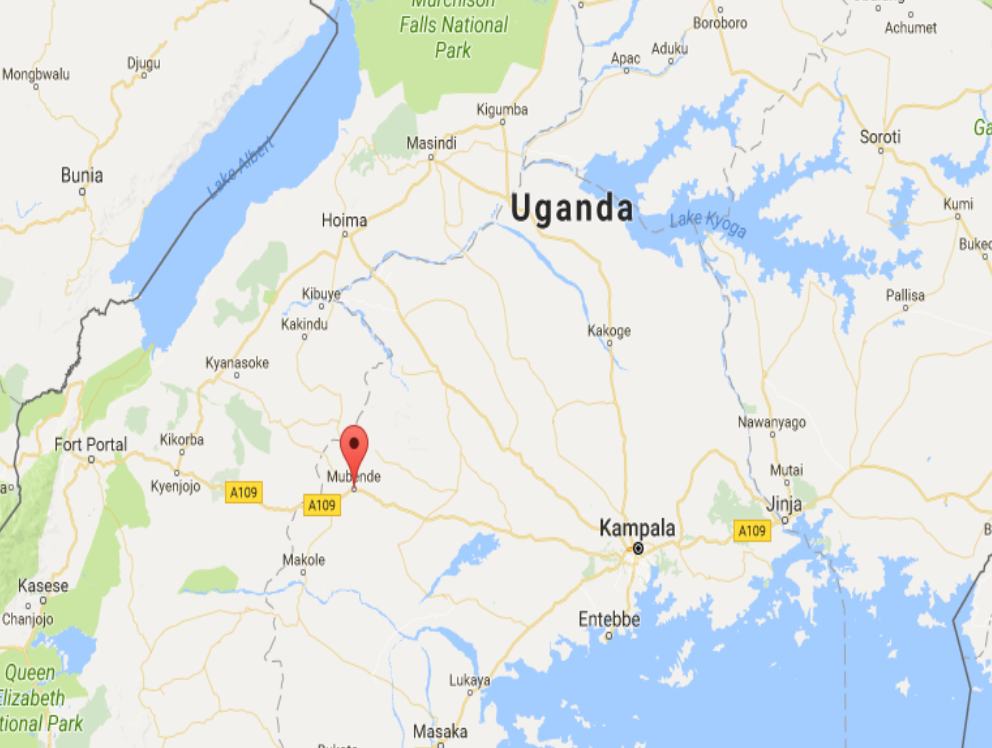 Murchison
Falls National
Park
Boroboro
Achumet
Apac
Aduku
Mongbwalu
Djugu
Kigumba
Masindi
Soroti
Lake Albert
Bunia
Hoima
Uganda
Lake Kyoga
Kumi
Kibuye
Kakindu
Pallisa
Kakoge
Kyanasoke
Nawanyago
Fort Portal
Kikorba
Mubende
Kyenjojo
A109
A109
Mutai
Jinja
Kampala
A109
Makole
Kasese
Chanjojo
Entebbe
Queen
Elizabeth
tional Park
Lukaya
Masaka